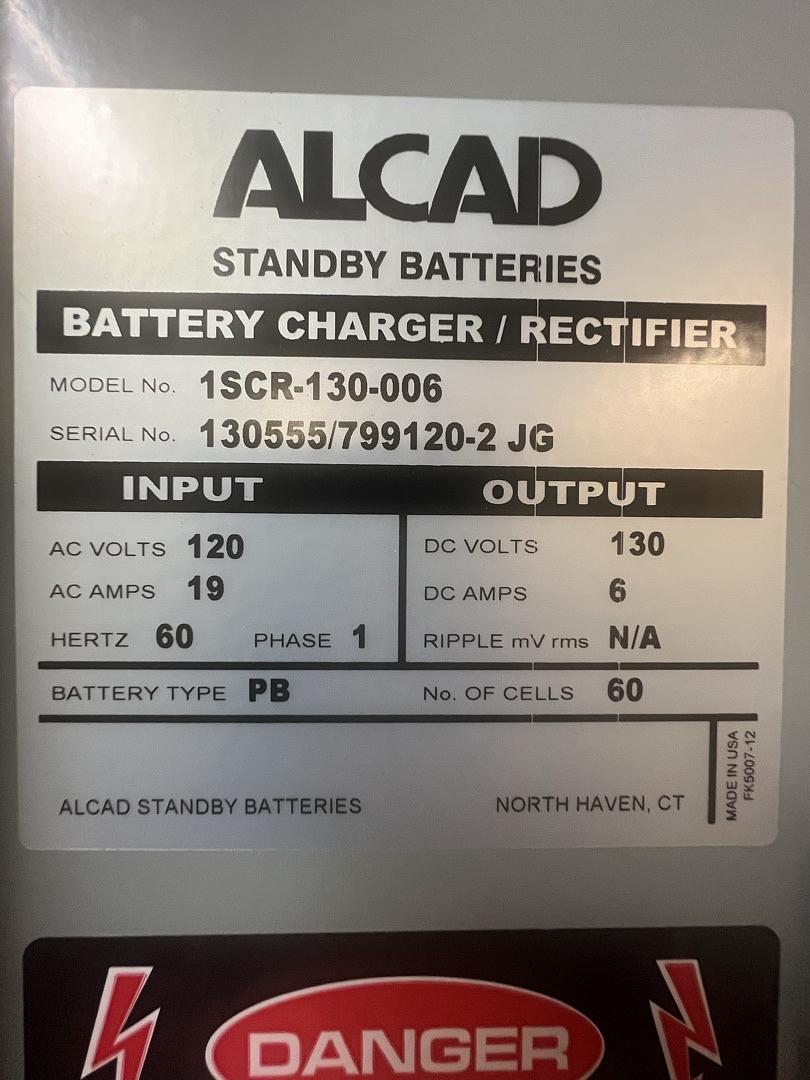 ALCAD
STANDBY BATTERIES
BATTERY CHARGER / RECTIFIER
MODEL No. 1SCR-130-006
SERIAL No. 130555/799120-2 JG
INPUT OUTPUT
AC VOLTS 120 DC VOLTS 130
AC AMPS 19 DC AMPS 6
HERTZ 60 PHASE 1 RIPPLE mV rms N/A
BATTERY TYPE PB No. OF CELLS 60
ALCAD STANDBY BATTERIES NORTH HAVEN, CT
MADE IN USA
FK5007-12
DANGER